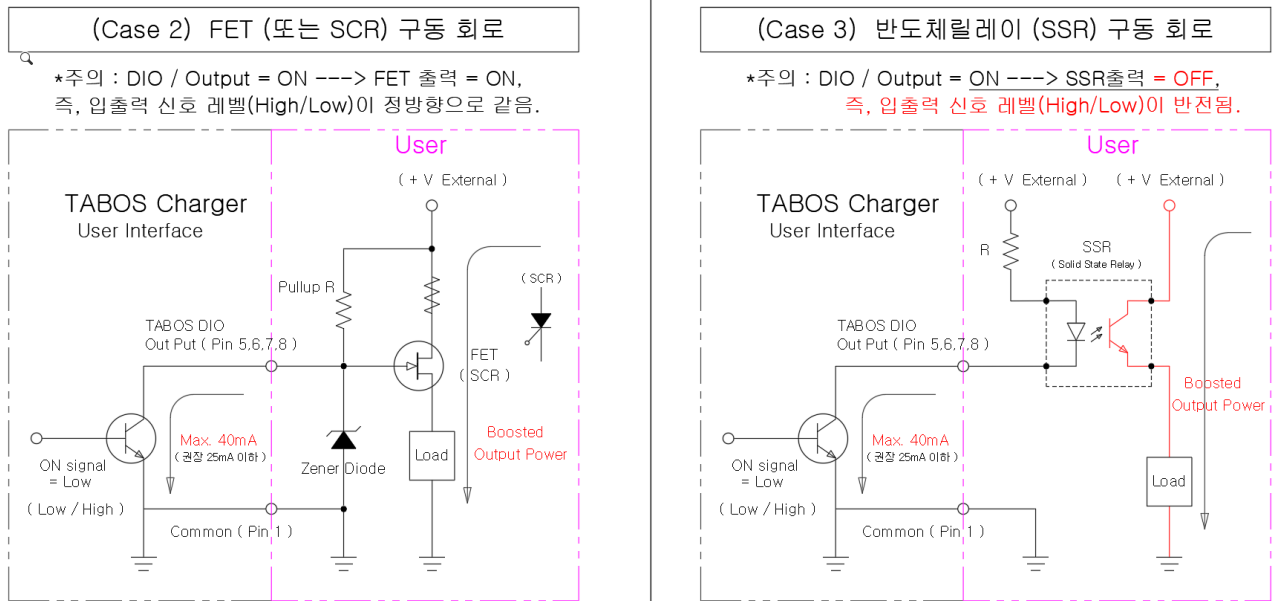 (Case 2) FET (또는 SCR) 구동 회로
*주의 : DIO / Output = ON ---> FET 출력 = ON,
즉, 입출력 신호 레벨(High/Low)이 정방향으로 같음.
User
( + V External )
TABOS Charger
User Interface
Pullup R
( SCR )
TABOS DIO
Out Put ( Pin 5,6,7,8 )
FET
( SCR )
Max. 40mA
( 권장 25mA 이하 )
ON signal
= Low
( Low / High )
Zener Diode
Load
Boosted
Output Power
Common ( Pin 1 )
(Case 3) 반도체릴레이 (SSR) 구동 회로
*주의 : DIO / Output = ON ---> SSR출력 = OFF,
즉, 입출력 신호 레벨(High/Low)이 반전됨.
User
( + V External ) ( + V External )
TABOS Charger
User Interface
R
SSR
( Solid State Relay )
TABOS DIO
Out Put ( Pin 5,6,7,8 )
Boosted
Output Power
Max. 40mA
( 권장 25mA 이하 )
ON signal
= Low
( Low / High )
Load
Common ( Pin 1 )